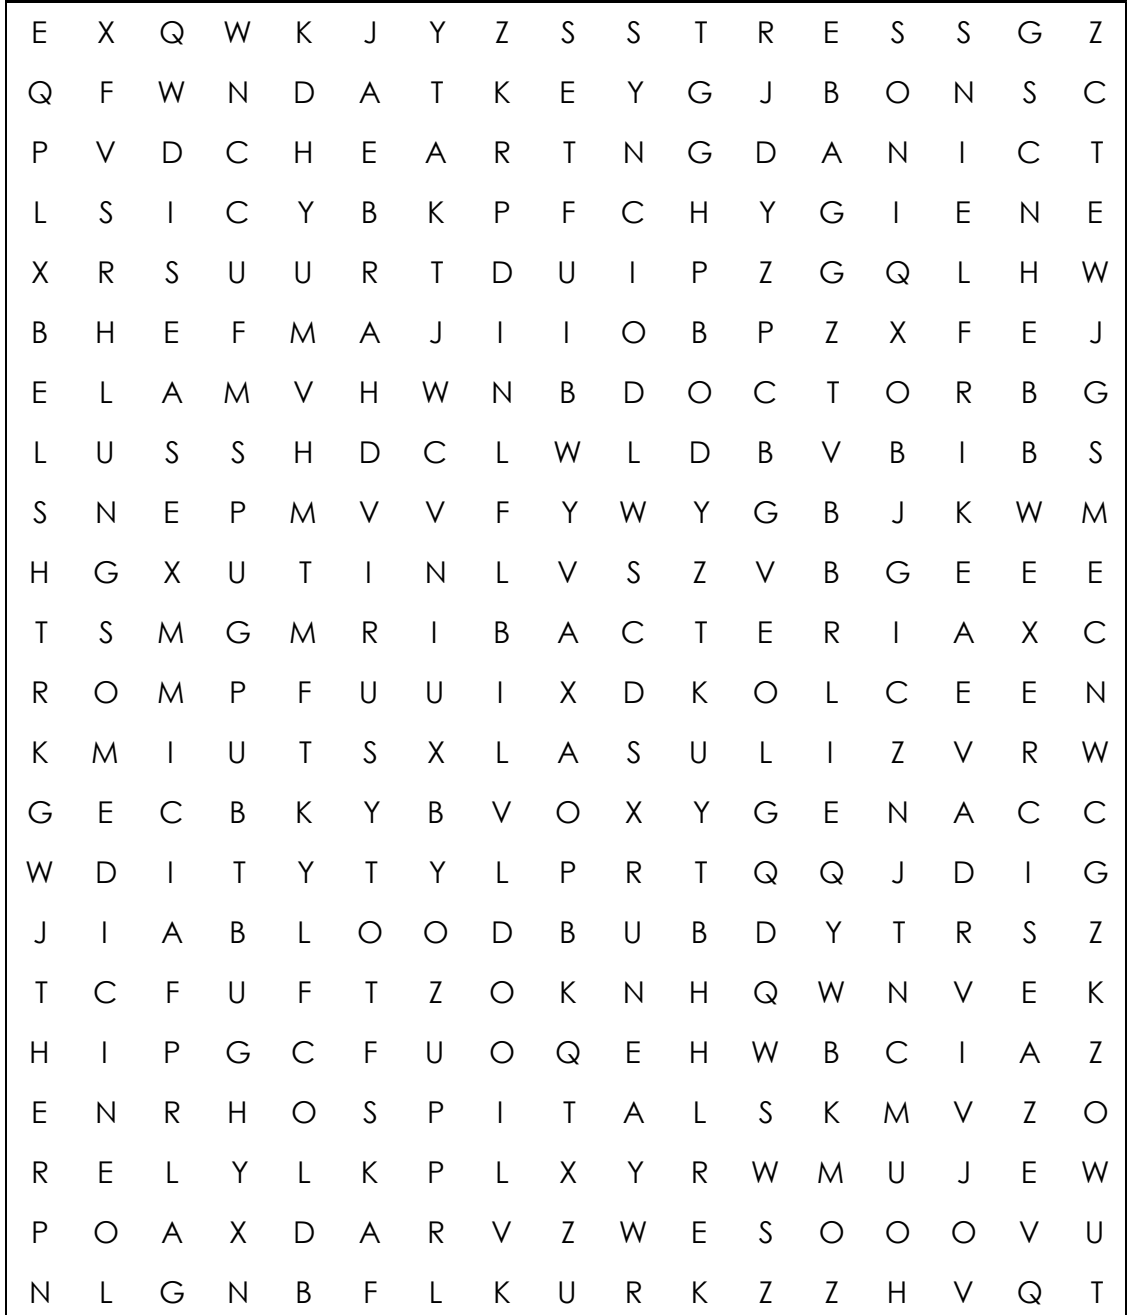 E X Q W K J Y Z S S T R E S S G Z
Q F W N D A T K E Y G J B O N S C
P V D C H E A R T N G D A N I C T
L S I C Y B K P F C H Y G I E N E
X R S U U R T D U I P Z G Q L H W
B H E F M A J I I O B P Z X F E J
E L A M V H W N B D O C T O R B G
L U S S H D C L W L D B V B I B S
S N E P M V V F Y W Y G B J K W M
H G X U T I N L V S Z V B G E E E
T S M G M R I B A C T E R I A X C
R O M P F U U I X D K O L C E E N
K M I U T S X L A S U L I Z V R W
G E C B K Y B V O X Y G E N A C C
W D I T Y T Y L P R T Q Q J D I G
J I A B L O O D B U B D Y T R S Z
T C F U F T Z O K N H Q W N V E K
H I P G C F U O Q E H W B C I A Z
E N R H O S P I T A L S K M V Z O
R E L Y L K P L X Y R W M U J E W
P O A X D A R V Z W E S O O O V U
N L G N B F L K U R K Z Z H V Q T